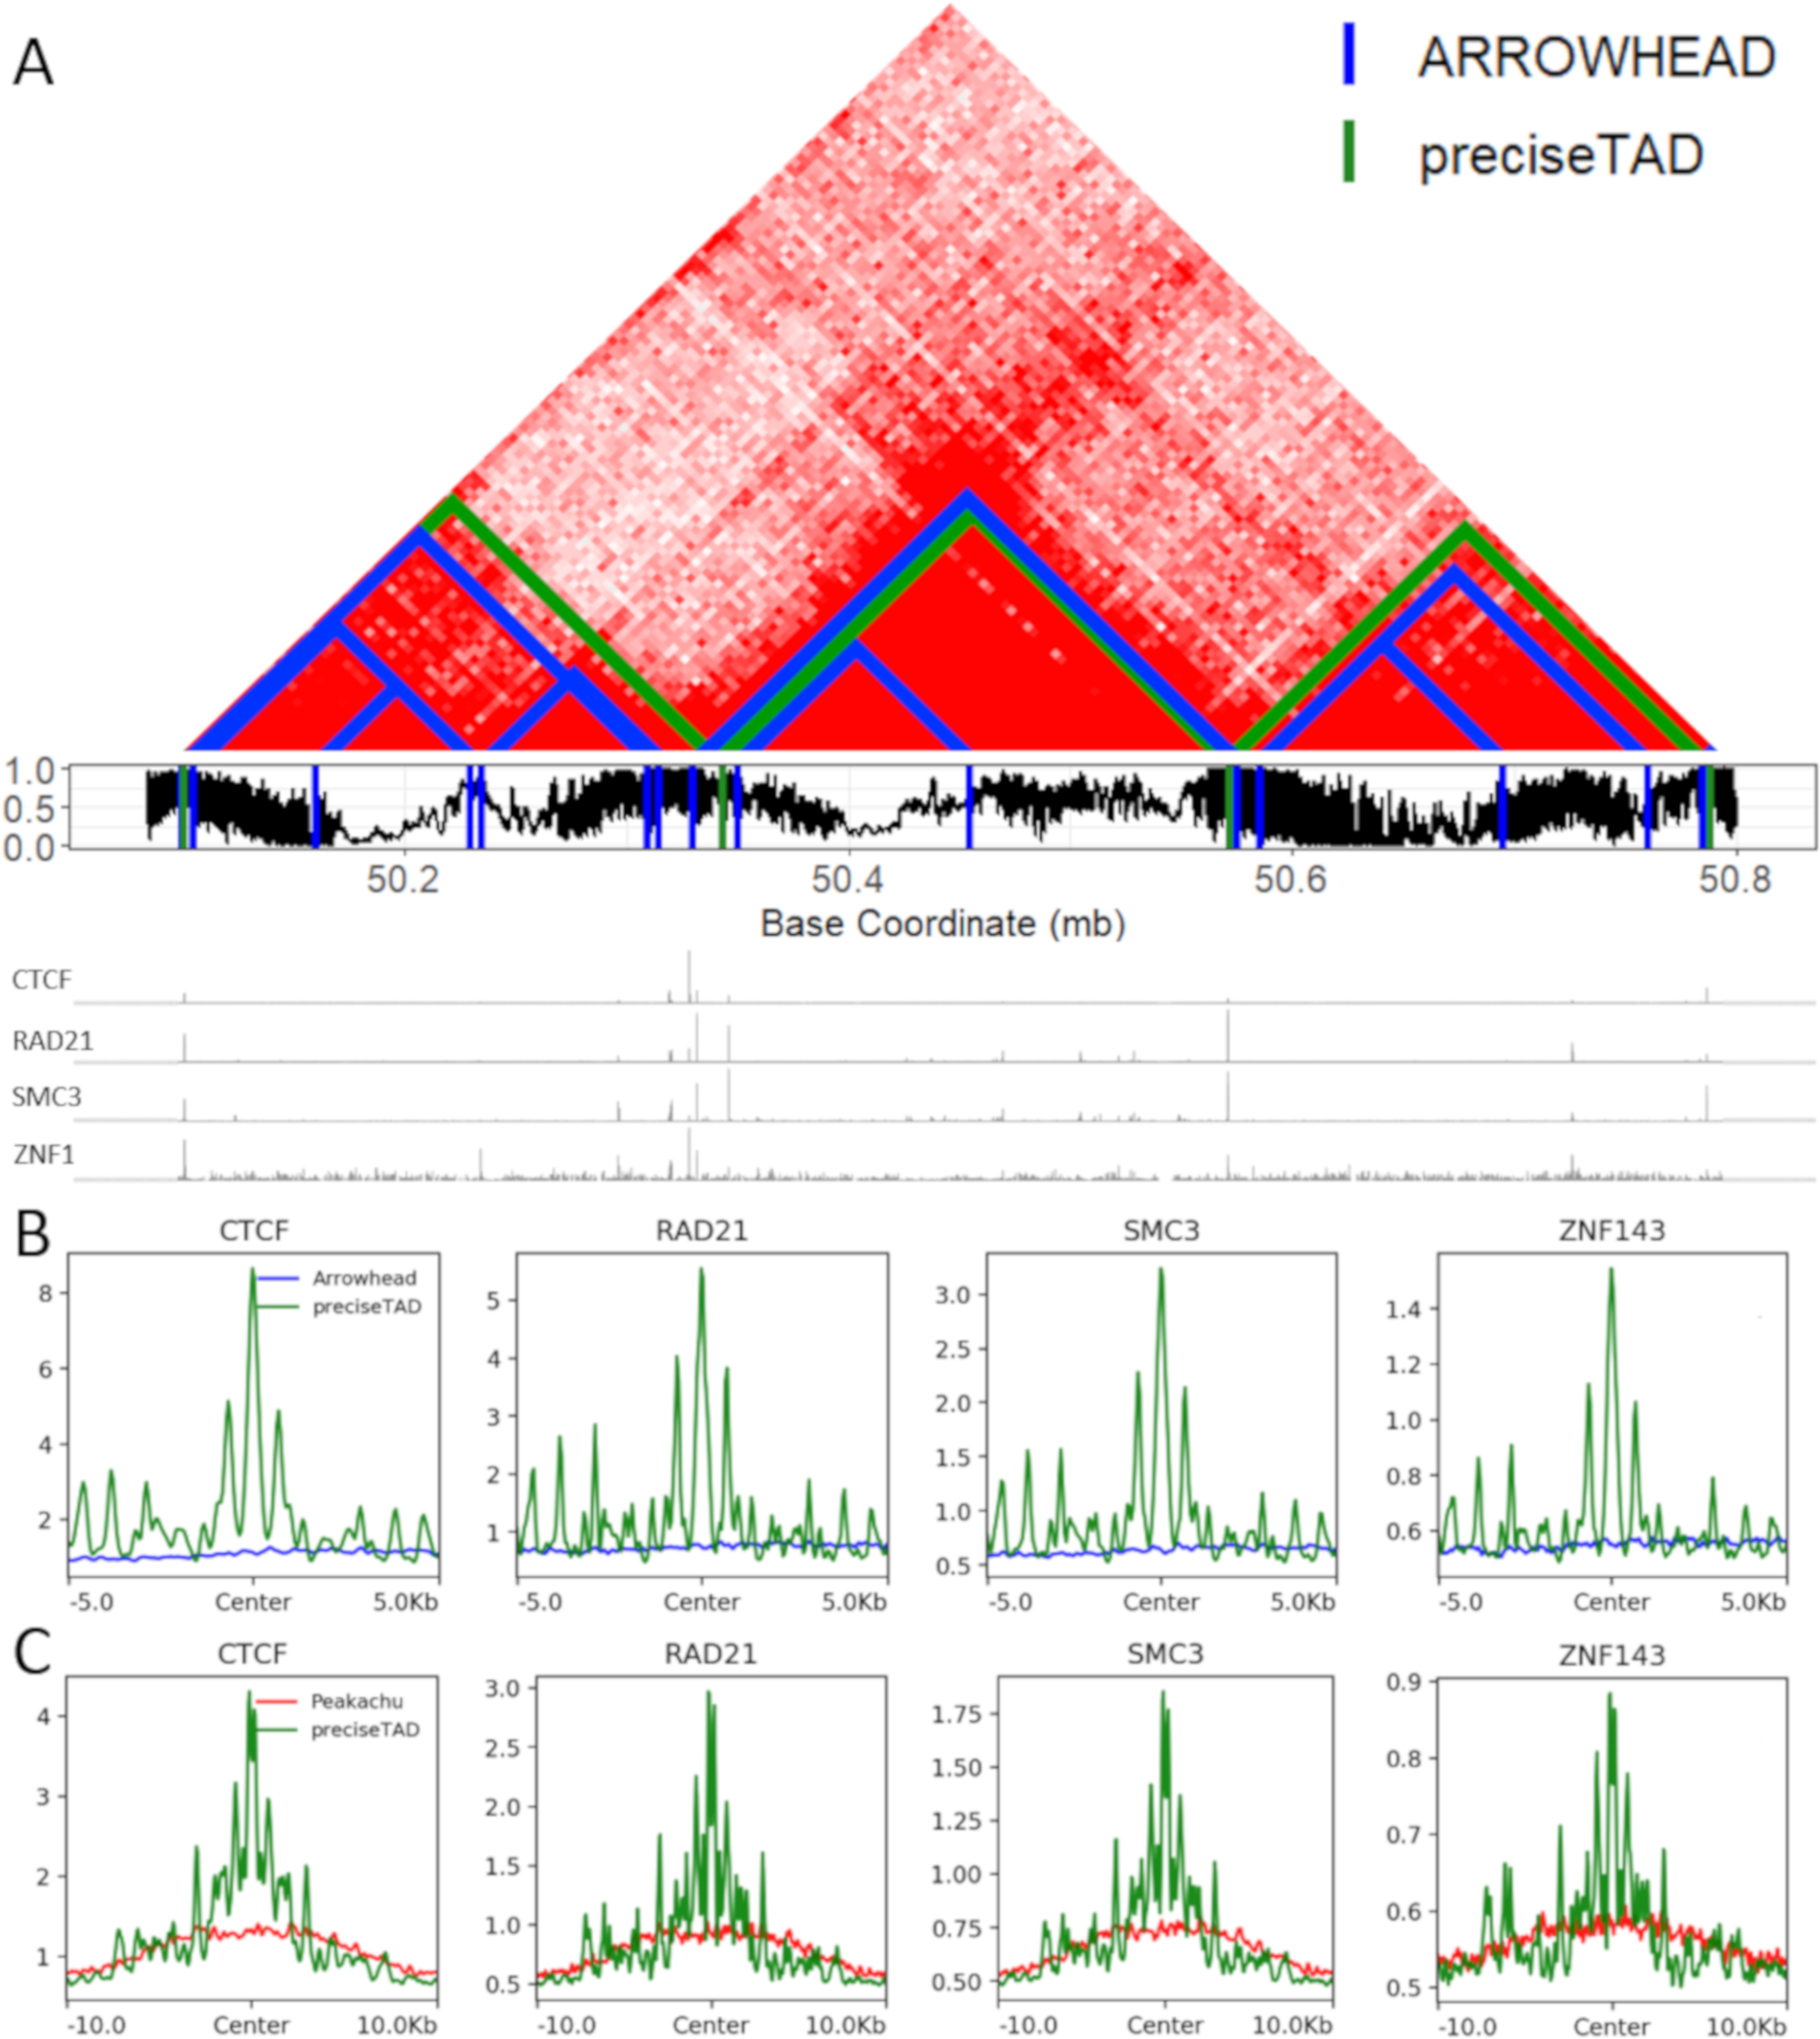 A
ARROWHEAD
preciseTAD
1.0
0.5
0.0
50.2 50.4 50.6 50.8
Base Coordinate (mb)
CTCF
RAD21
SMC3
ZNF1
B
CTCF RAD21 SMC3 ZNF143
Arrowhead
preciseTAD
8
6
4
2
5
4
3
2
1
3.0
2.5
2.0
1.5
1.0
0.5
1.4
1.2
1.0
0.8
0.6
-5.0 Center 5.0Kb -5.0 Center 5.0Kb -5.0 Center 5.0Kb -5.0 Center 5.0Kb
C
CTCF RAD21 SMC3 ZNF143
Peakachu
preciseTAD
4
3
2
1
3.0
2.5
2.0
1.5
1.0
0.5
1.75
1.50
1.25
1.00
0.75
0.50
0.9
0.8
0.7
0.6
0.5
-10.0 Center 10.0Kb -10.0 Center 10.0Kb -10.0 Center 10.0Kb -10.0 Center 10.0Kb